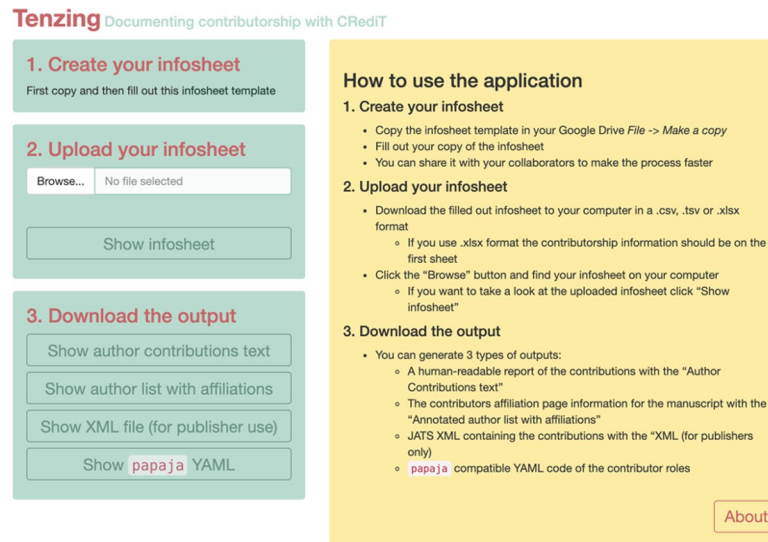 Tenzing Documenting contributorship with CRediT
1. Create your infosheet
First copy and then fill out this infosheet template
2. Upload your infosheet
Browse... No file selected
Show infosheet
3. Download the output
Show author contributions text
Show author list with affiliations
Show XML file (for publisher use)
Show papaja YAML
How to use the application
1. Create your infosheet
Copy the infosheet template in your Google Drive File -> Make a copy
Fill out your copy of the infosheet
You can share it with your collaborators to make the process faster
2. Upload your infosheet
Download the filled out infosheet to your computer in a .csv, .tsv or .xlsx
format
If you use .xlsx format the contributorship information should be on the
first sheet
Click the “Browse” button and find your infosheet on your computer
If you want to take a look at the uploaded infosheet click “Show
infosheet”
3. Download the output
You can generate 3 types of outputs:
A human-readable report of the contributions with the “Author
Contributions text”
The contributors affiliation page information for the manuscript with the
“Annotated author list with affiliations”
JATS XML containing the contributions with the “XML (for publishers
only)
papaja compatible YAML code of the contributor roles
About